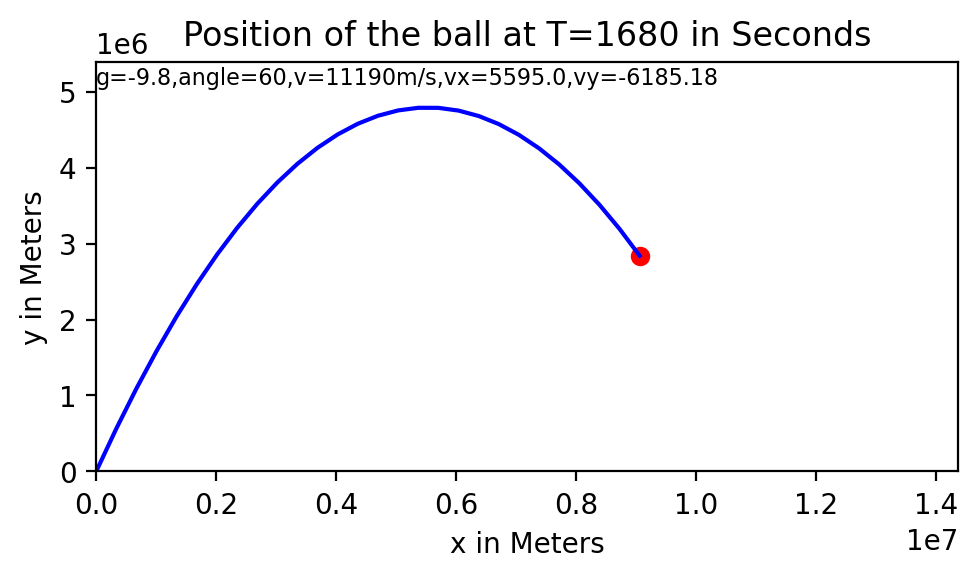 Position of the ball at T=1680 in Seconds
1e6
g=-9.8,angle=60,v=11190m/s,vx=5595.0,vy=-6185.18
5
4
3
2
1
0
y in Meters
0.0 0.2 0.4 0.6 0.8 1.0 1.2 1.4
x in Meters
1e7